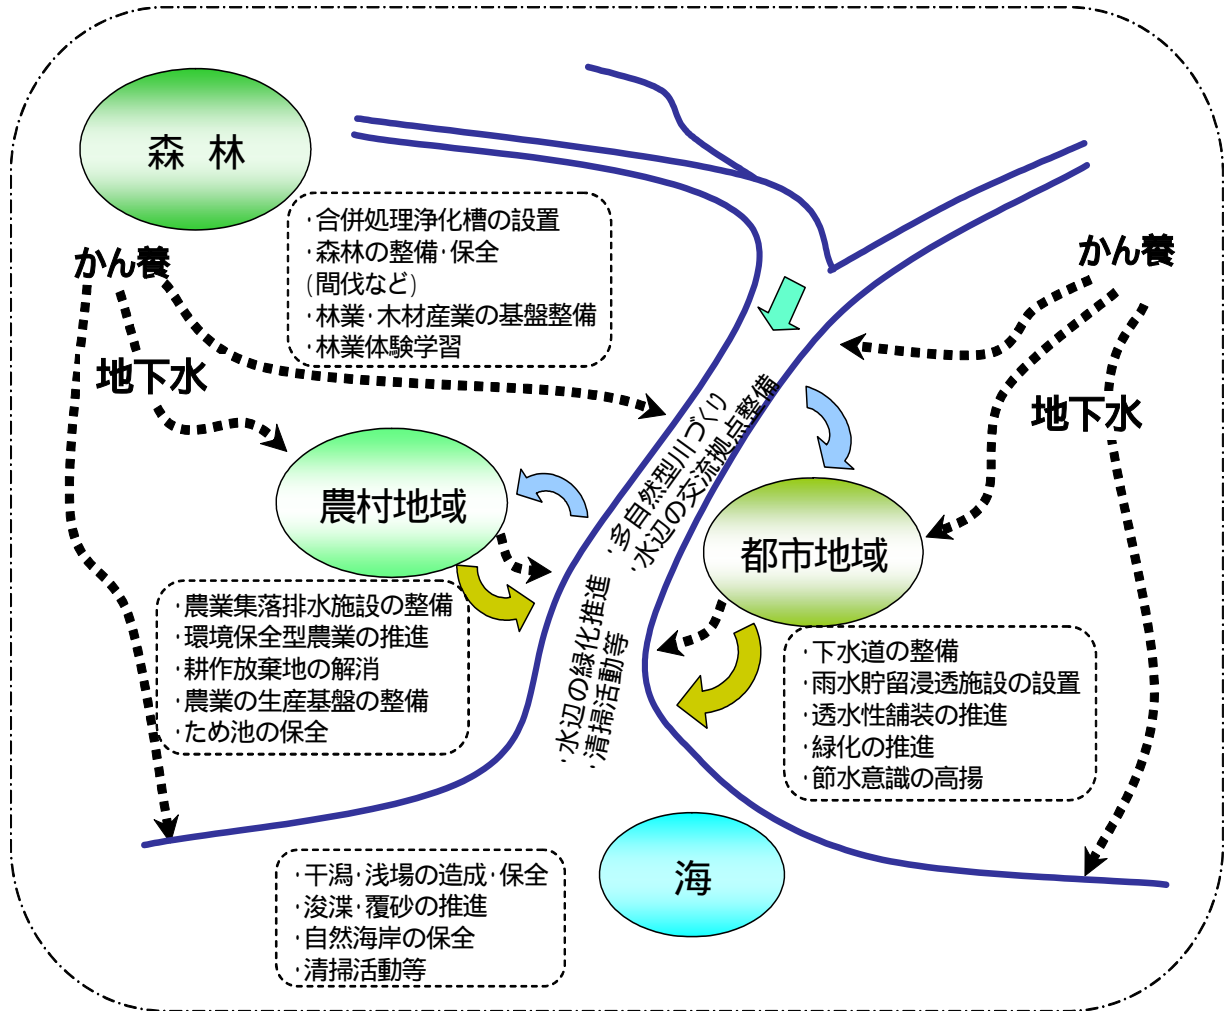 森 林
・合併処理浄化槽の設置
・森林の整備・保全
(間伐など)
・林業・木材産業の基盤整備
・林業体験学習
かん養
地下水
かん養
地下水
・多自然型川づくり
・水辺の交流拠点整備
農村地域
都市地域
・農業集落排水施設の整備
・環境保全型農業の推進
・耕作放棄地の解消
・農業の生産基盤の整備
・ため池の保全
・水辺の緑化推進
・清掃活動等
・下水道の整備
・雨水貯留浸透施設の設置
・透水性舗装の推進
・緑化の推進
・節水意識の高揚
海
・干潟・浅場の造成・保全
・浚渫・覆砂の推進
・自然海岸の保全
・清掃活動等